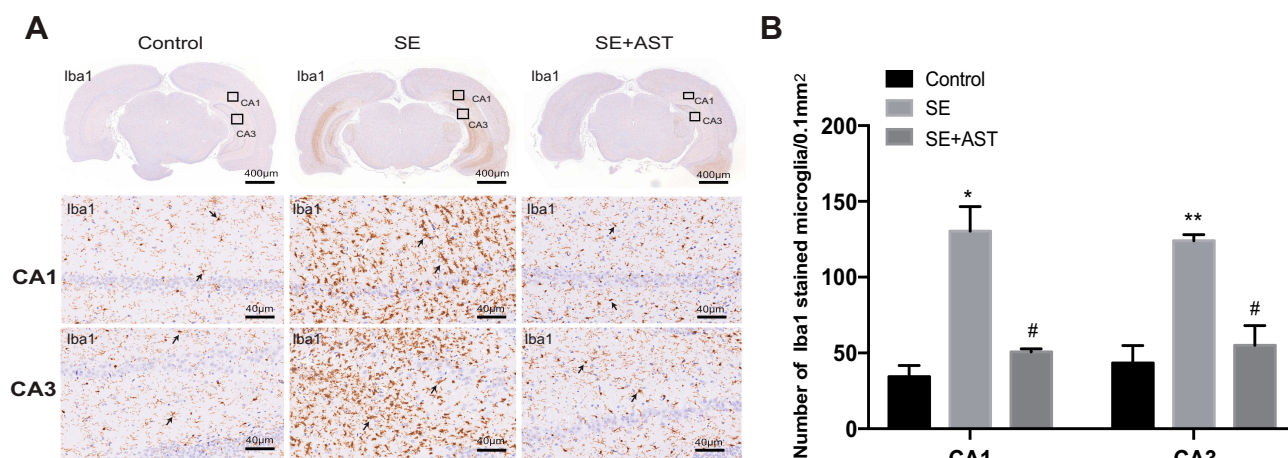 A
Control
SE
SE+AST
Iba1
CA1
CA3
400µm
Iba1
CA1
CA3
400µm
Iba1
CA1
CA3
400µm
CA1
Iba1
40µm
Iba1
40µm
Iba1
40µm
CA3
Iba1
40µm
Iba1
40µm
Iba1
40µm
B
Number of Iba1 stained microglia/0.1mm²
Control
SE
SE+AST
200
150
100
50
0
*
#
**
#
CA1
CA3